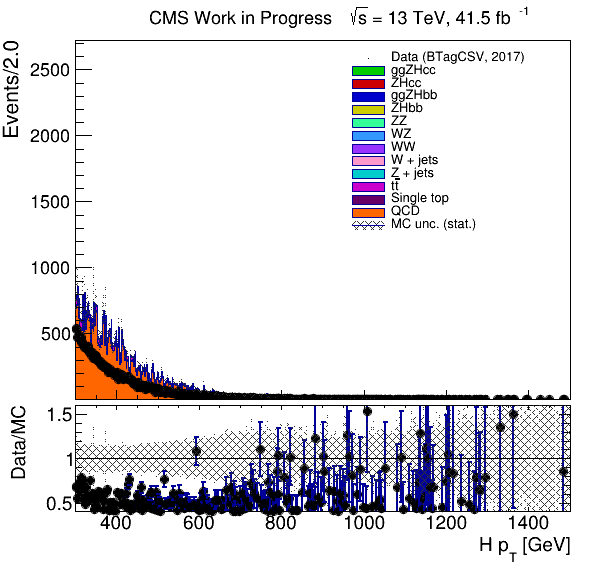 CMS Work in Progress √s = 13 TeV, 41.5 fb⁻¹
Events/2.0
2500
2000
1500
1000
500
Data (BTagCSV, 2017)
ggZHcc
ZHcc
ggZHbb
ZHbb
ZZ
WZ
WW
W + jets
Z + jets
tt̅
Single top
QCD
MC unc. (stat.)
Data/MC
1.5
1
0.5
400 600 800 1000 1200 1400
H p_T [GeV]